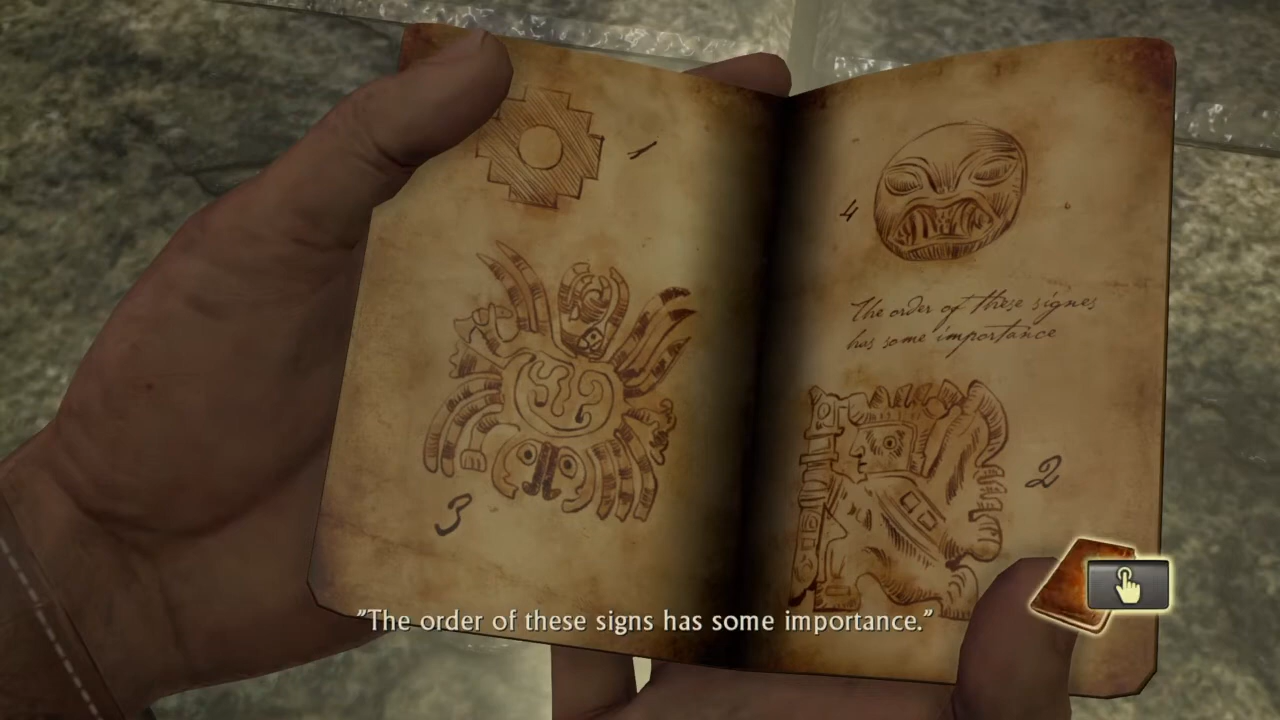 1
3
4
The order of these signes
has some importance
2
"The order of these signs has some importance."